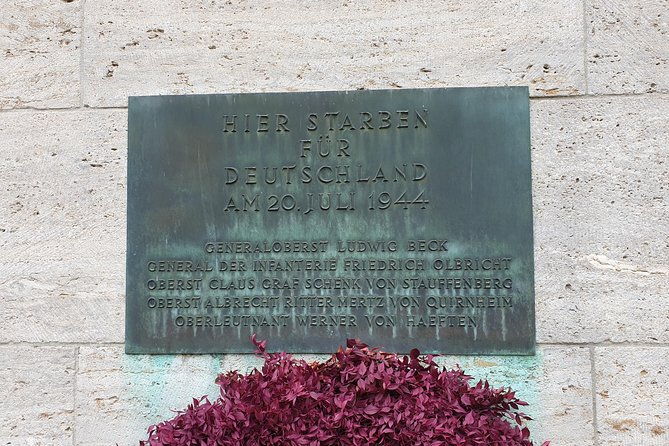 HIER STARBEN
FÜR
DEUTSCHLAND
AM 20. JULI 1944
GENERALOBERST LUDWIG BECK
GENERAL DER INFANTERIE FRIEDRICH OLBRICHT
OBERST CLAUS GRAF SCHENK VON STAUFFENBERG
OBERST ALBRECHT RITTER MERTZ VON QUIRNHEIM
OBERLEUTNANT WERNER VON HAEFTEN